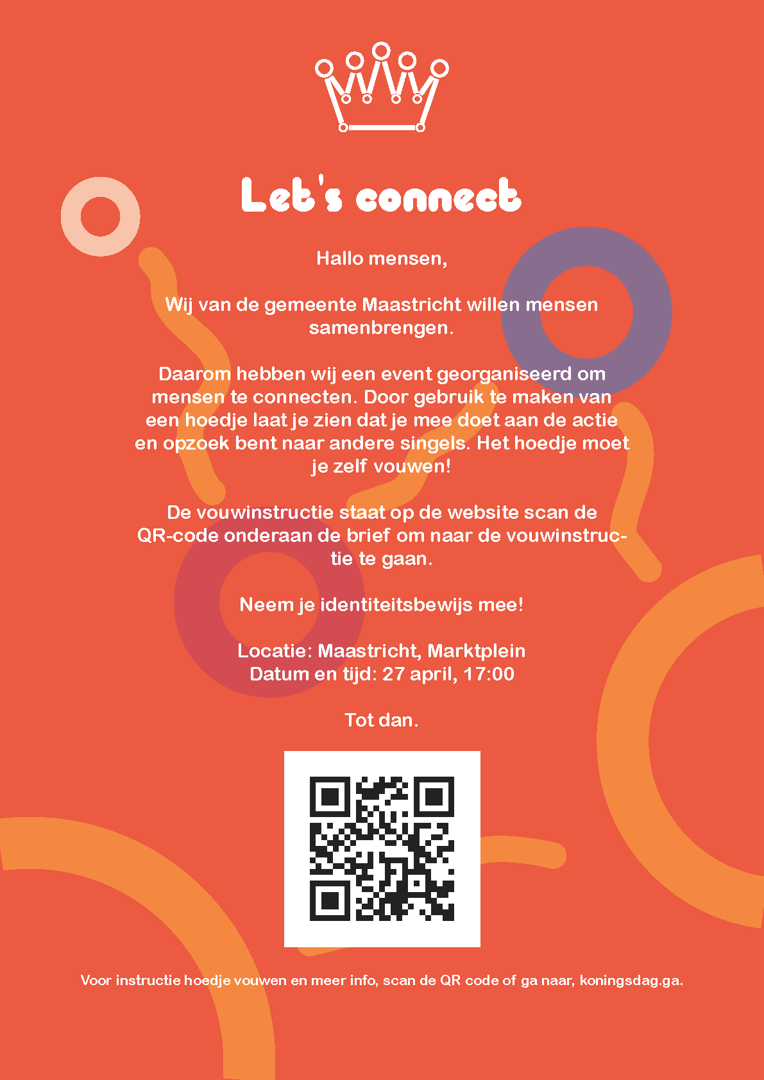 Let's connect
Hallo mensen,
Wij van de gemeente Maastricht willen mensen
samenbrengen.
Daarom hebben wij een event georganiseerd om
mensen te connecten. Door gebruik te maken van
een hoedje laat je zien dat je mee doet aan de actie
en opzoek bent naar andere singels. Het hoedje moet
je zelf vouwen!
De vouwinstructie staat op de website scan de
QR-code onderaan de brief om naar de vouwinstruc-
tie te gaan.
Neem je identiteitsbewijs mee!
Locatie: Maastricht, Marktplein
Datum en tijd: 27 april, 17:00
Tot dan.
Voor instructie hoedje vouwen en meer info, scan de QR code of ga naar, koningsdag.ga.